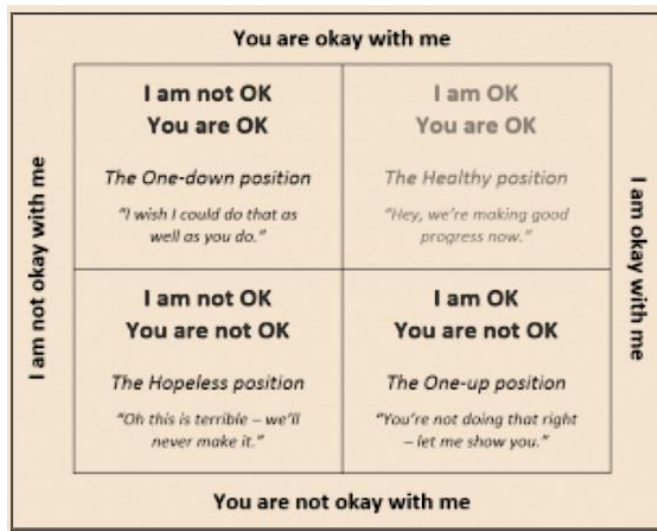 You are okay with me
I am not okay with me
I am not OK
You are OK
The One-down position
"I wish I could do that as
well as you do."
I am OK
You are OK
The Healthy position
"Hey, we're making good
progress now."
I am okay with me
I am not OK
You are not OK
The Hopeless position
"Oh this is terrible – we'll
never make it."
I am OK
You are not OK
The One-up position
"You're not doing that right
– let me show you."
You are not okay with me